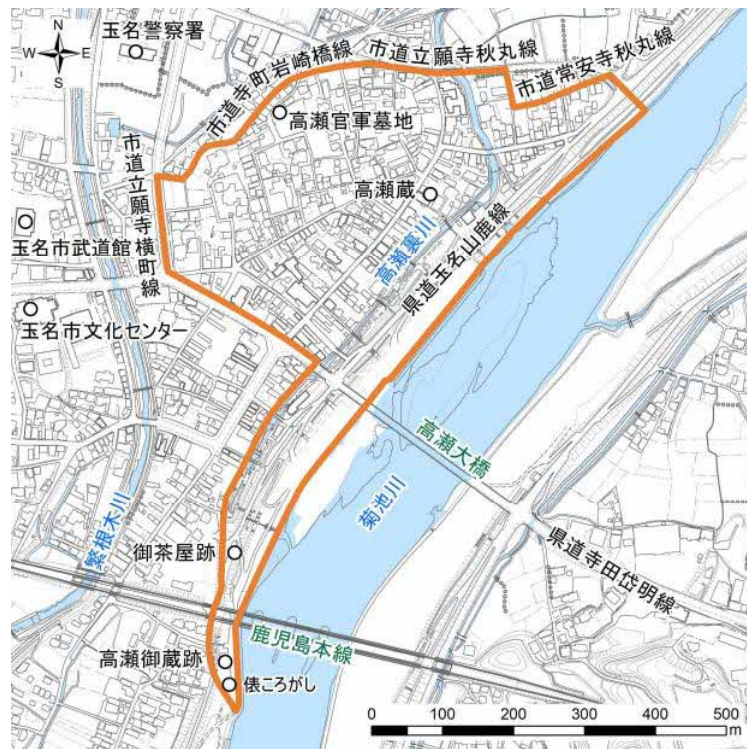 玉名警察署
N
W E
S
市道寺町岩崎橋線
市道立願寺秋丸線
市道常安寺秋丸線
高瀬官軍墓地
市道立願寺横町線
高瀬蔵
玉名市武道館
高瀬裏川
県道玉名山鹿線
玉名市文化センター
高瀬大橋
菊池川
繁根木川
御茶屋跡
県道寺田岱明線
鹿児島本線
高瀬御蔵跡
俵ころがし
0 100 200 300 400 500
m